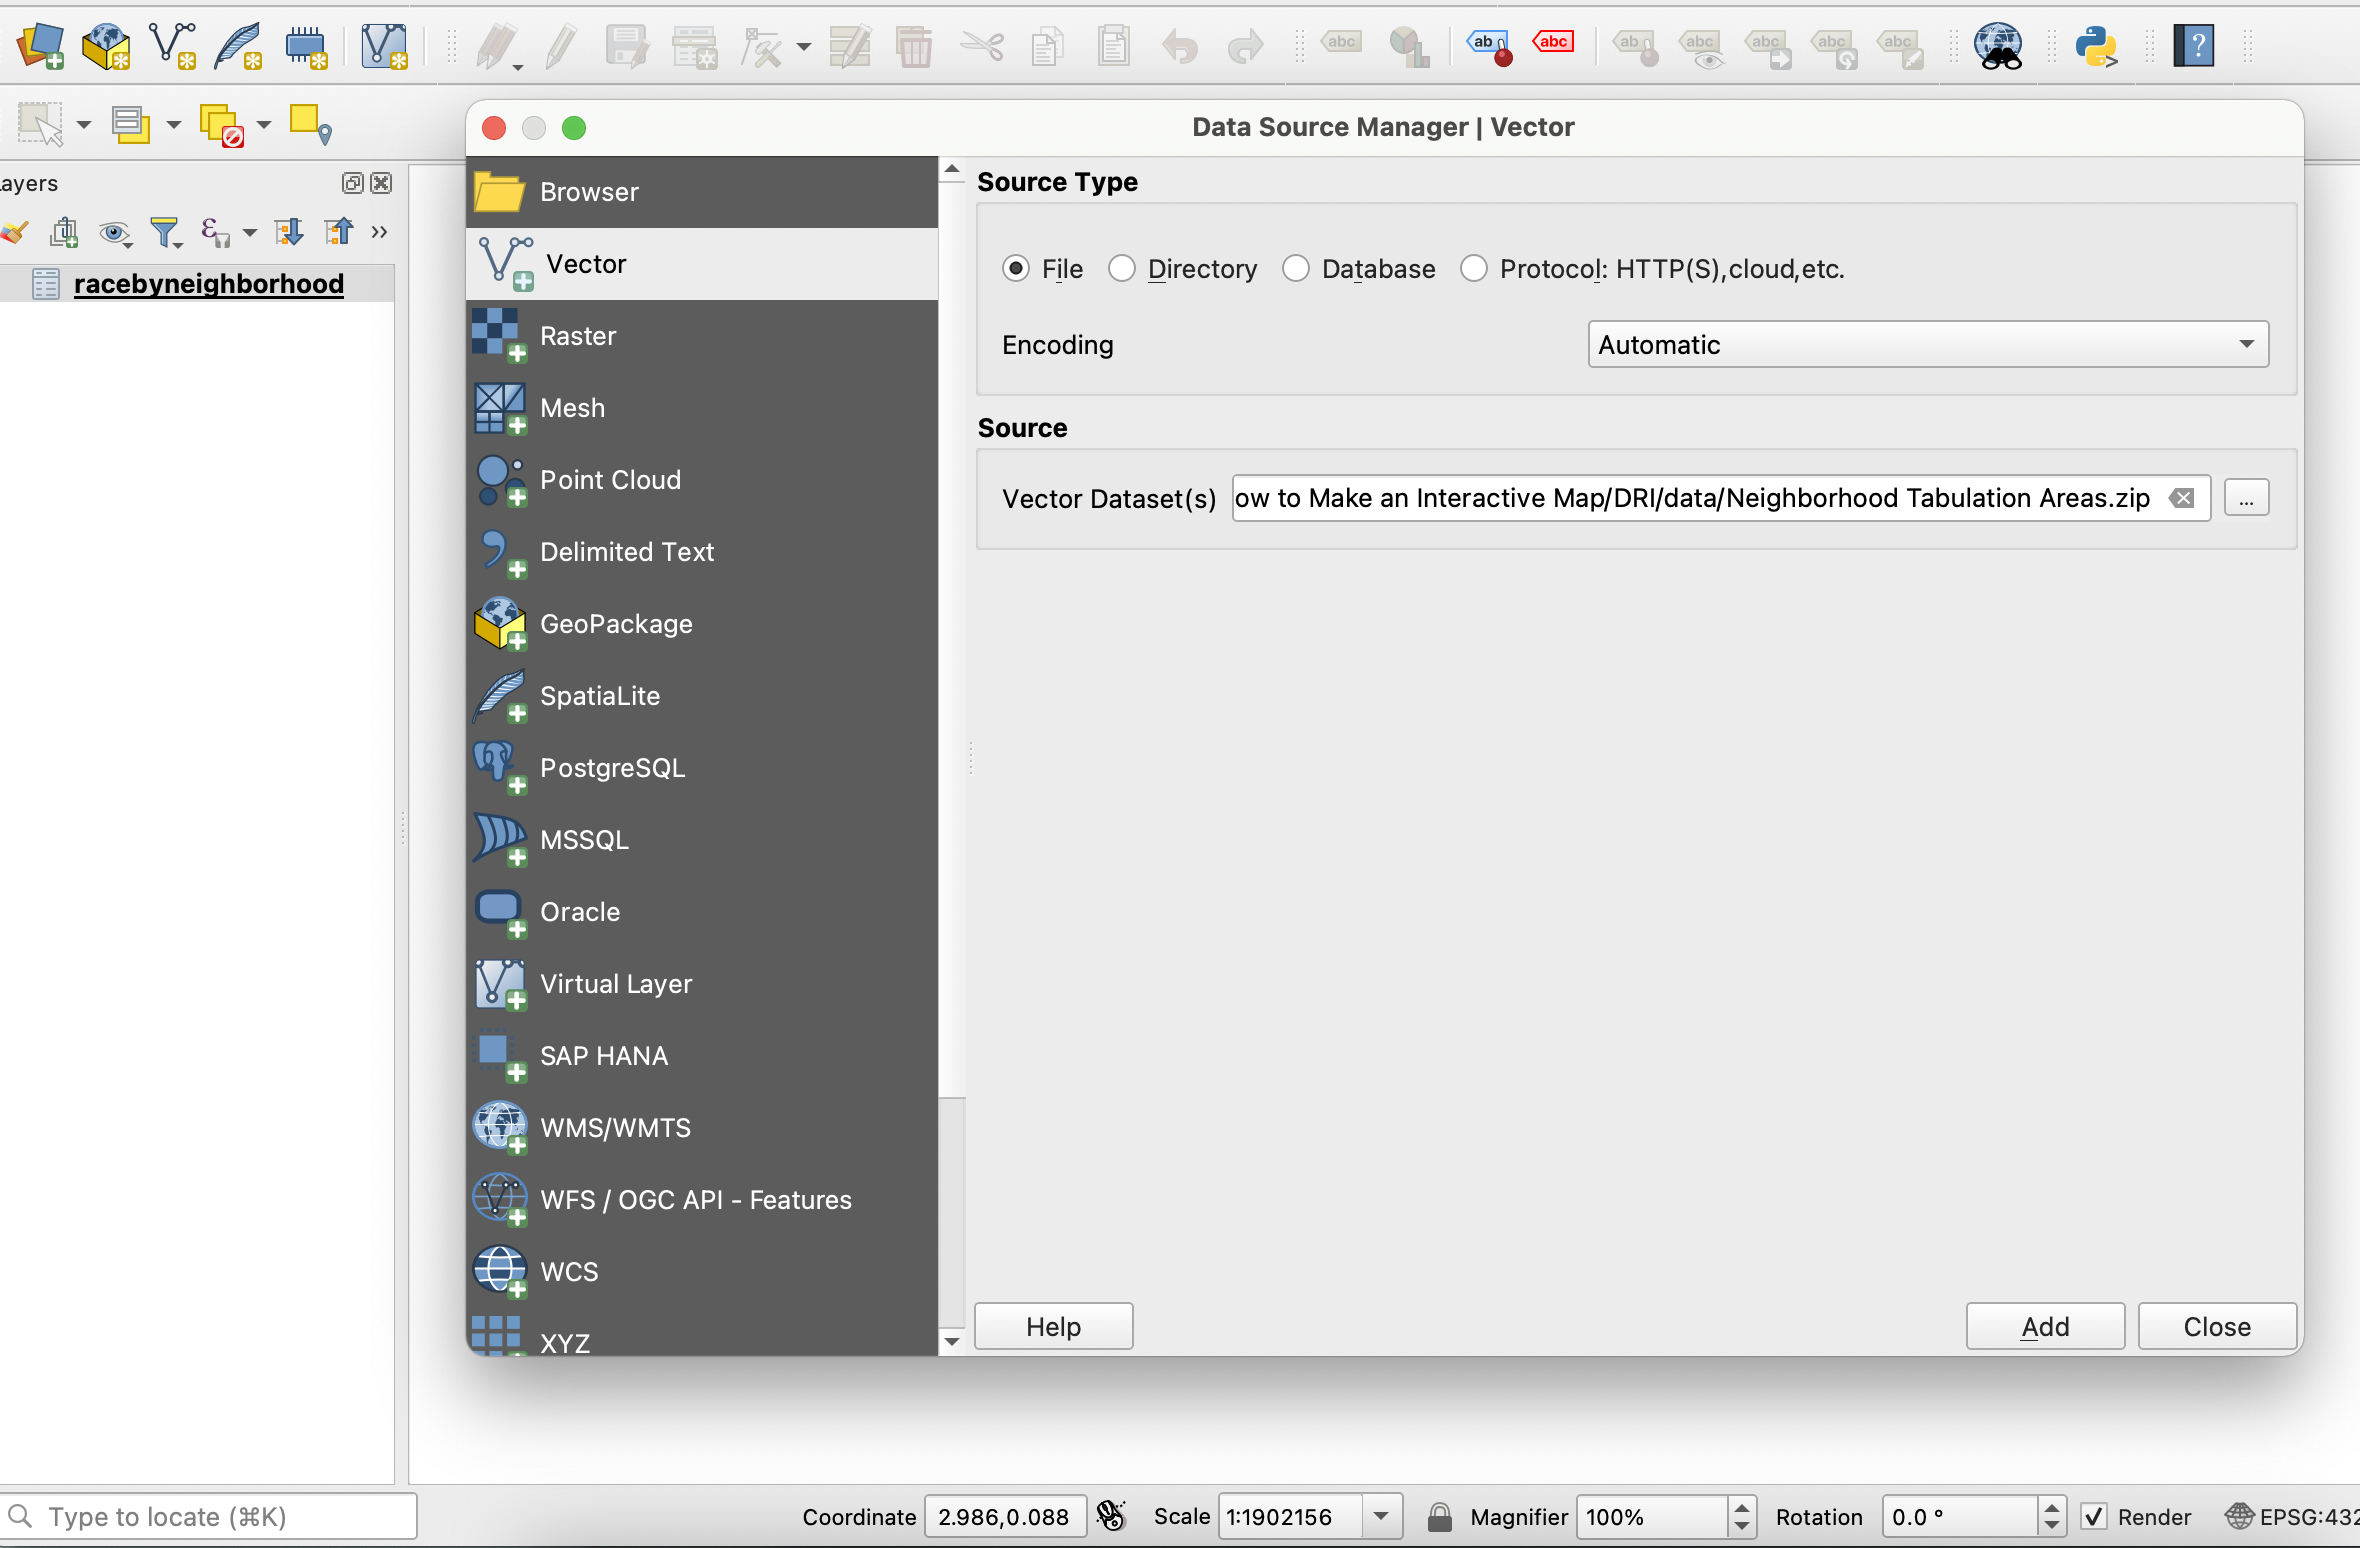 abc
ab
abc
ab
abc
abc
abc
abc
?
Data Source Manager | Vector
ayers
racebyneighborhood
Browser
Vector
Raster
Mesh
Point Cloud
Delimited Text
GeoPackage
SpatiaLite
PostgreSQL
MSSQL
Oracle
Virtual Layer
SAP HANA
WMS/WMTS
WFS / OGC API - Features
WCS
XYZ
Source Type
File Directory Database Protocol: HTTP(S),cloud,etc.
Encoding Automatic
Source
Vector Dataset(s) ow to Make an Interactive Map/DRI/data/Neighborhood Tabulation Areas.zip ...
Help Add Close
Type to locate (⌘K) Coordinate 2.986,0.088 Scale 1:1902156 Magnifier 100% Rotation 0.0 ° Render EPSG:432